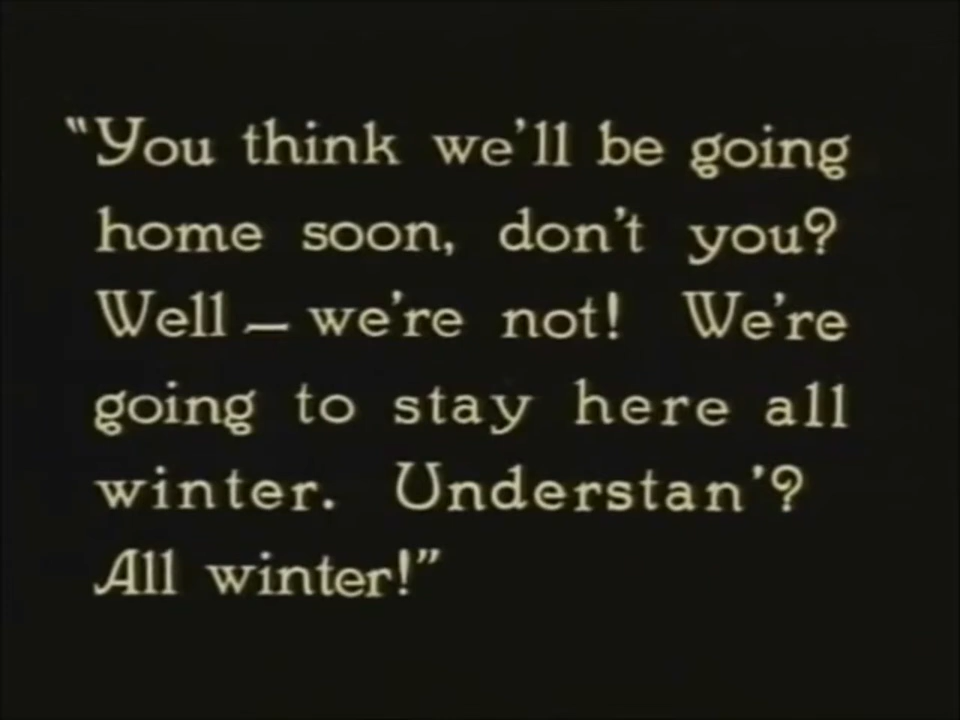 "You think we'll be going
home soon, don't you?
Well — we're not! We're
going to stay here all
winter. Understan'?
All winter!"